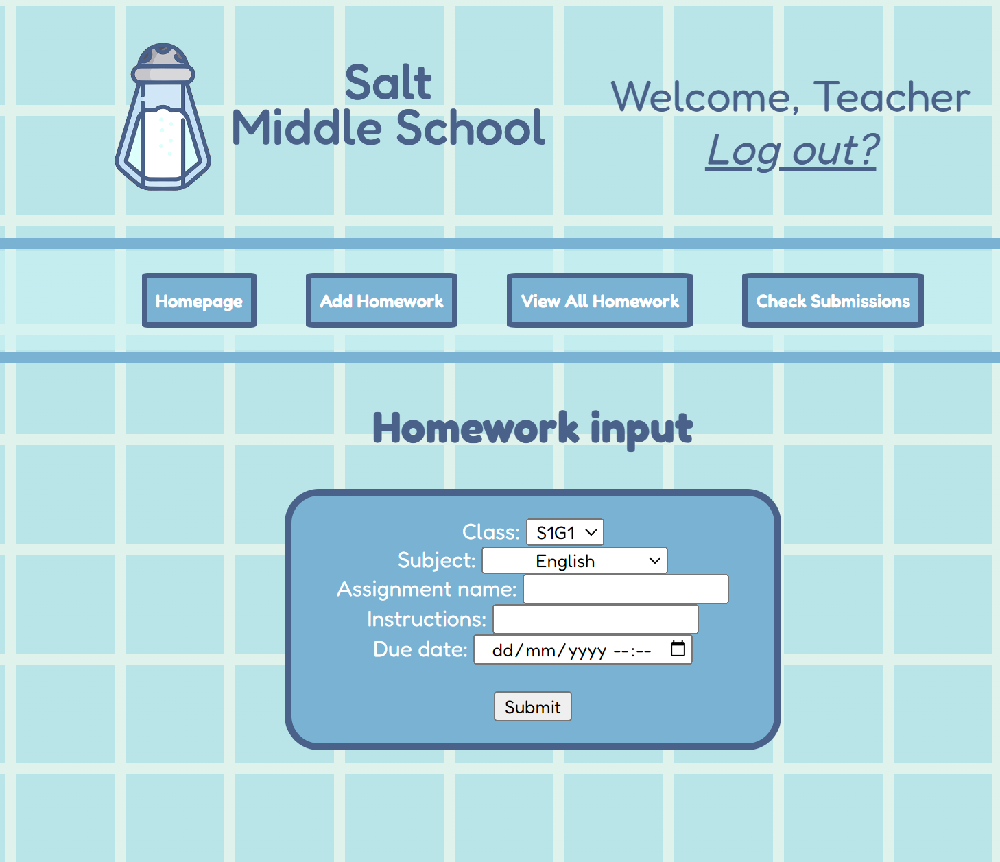 Salt
Middle School
Welcome, Teacher
Log out?
Homepage
Add Homework
View All Homework
Check Submissions
Homework input
Class: S1G1
Subject: English
Assignment name:
Instructions:
Due date: dd/mm/yyyy --:--
Submit